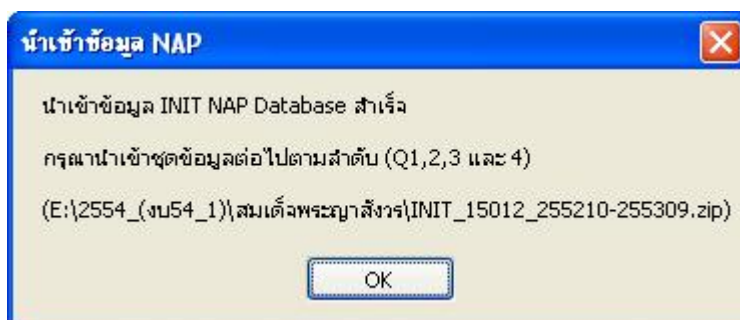 นำเข้าข้อมูล NAP
นำเข้าข้อมูล INIT NAP Database สำเร็จ
กรุณานำเข้าชุดข้อมูลต่อไปตามลำดับ (Q1,2,3 และ 4)
(E:\2554_(งบ54_1)\สมเด็จพระญาสังวร\INIT_15012_255210-255309.zip)
OK